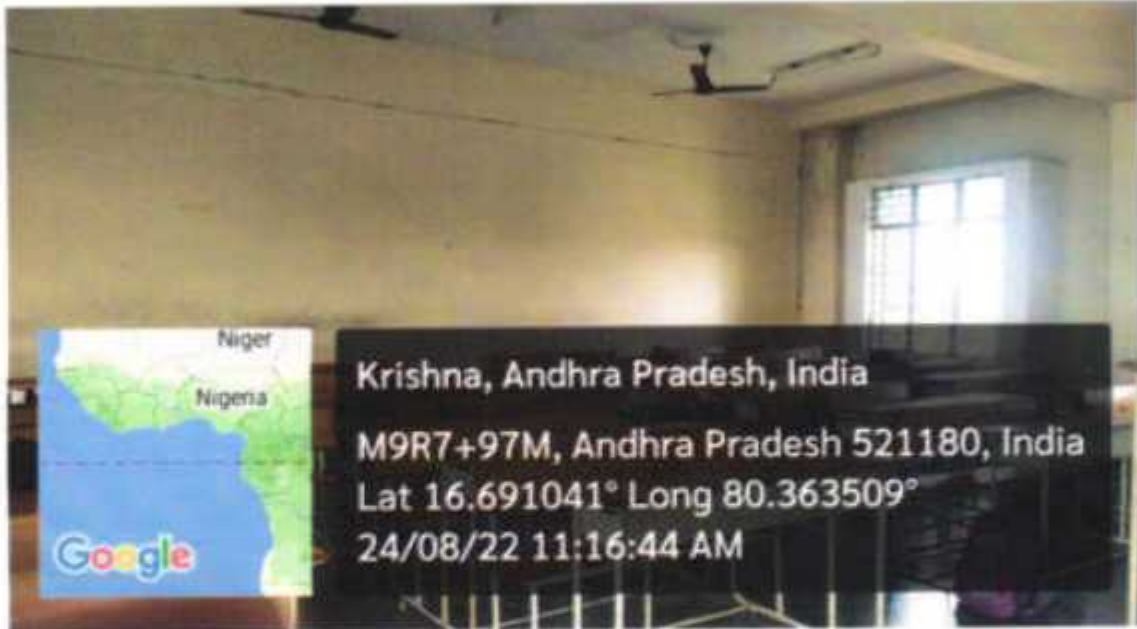 Niger
Nigeria
Google
Krishna, Andhra Pradesh, India
M9R7+97M, Andhra Pradesh 521180, India
Lat 16.691041° Long 80.363509°
24/08/22 11:16:44 AM